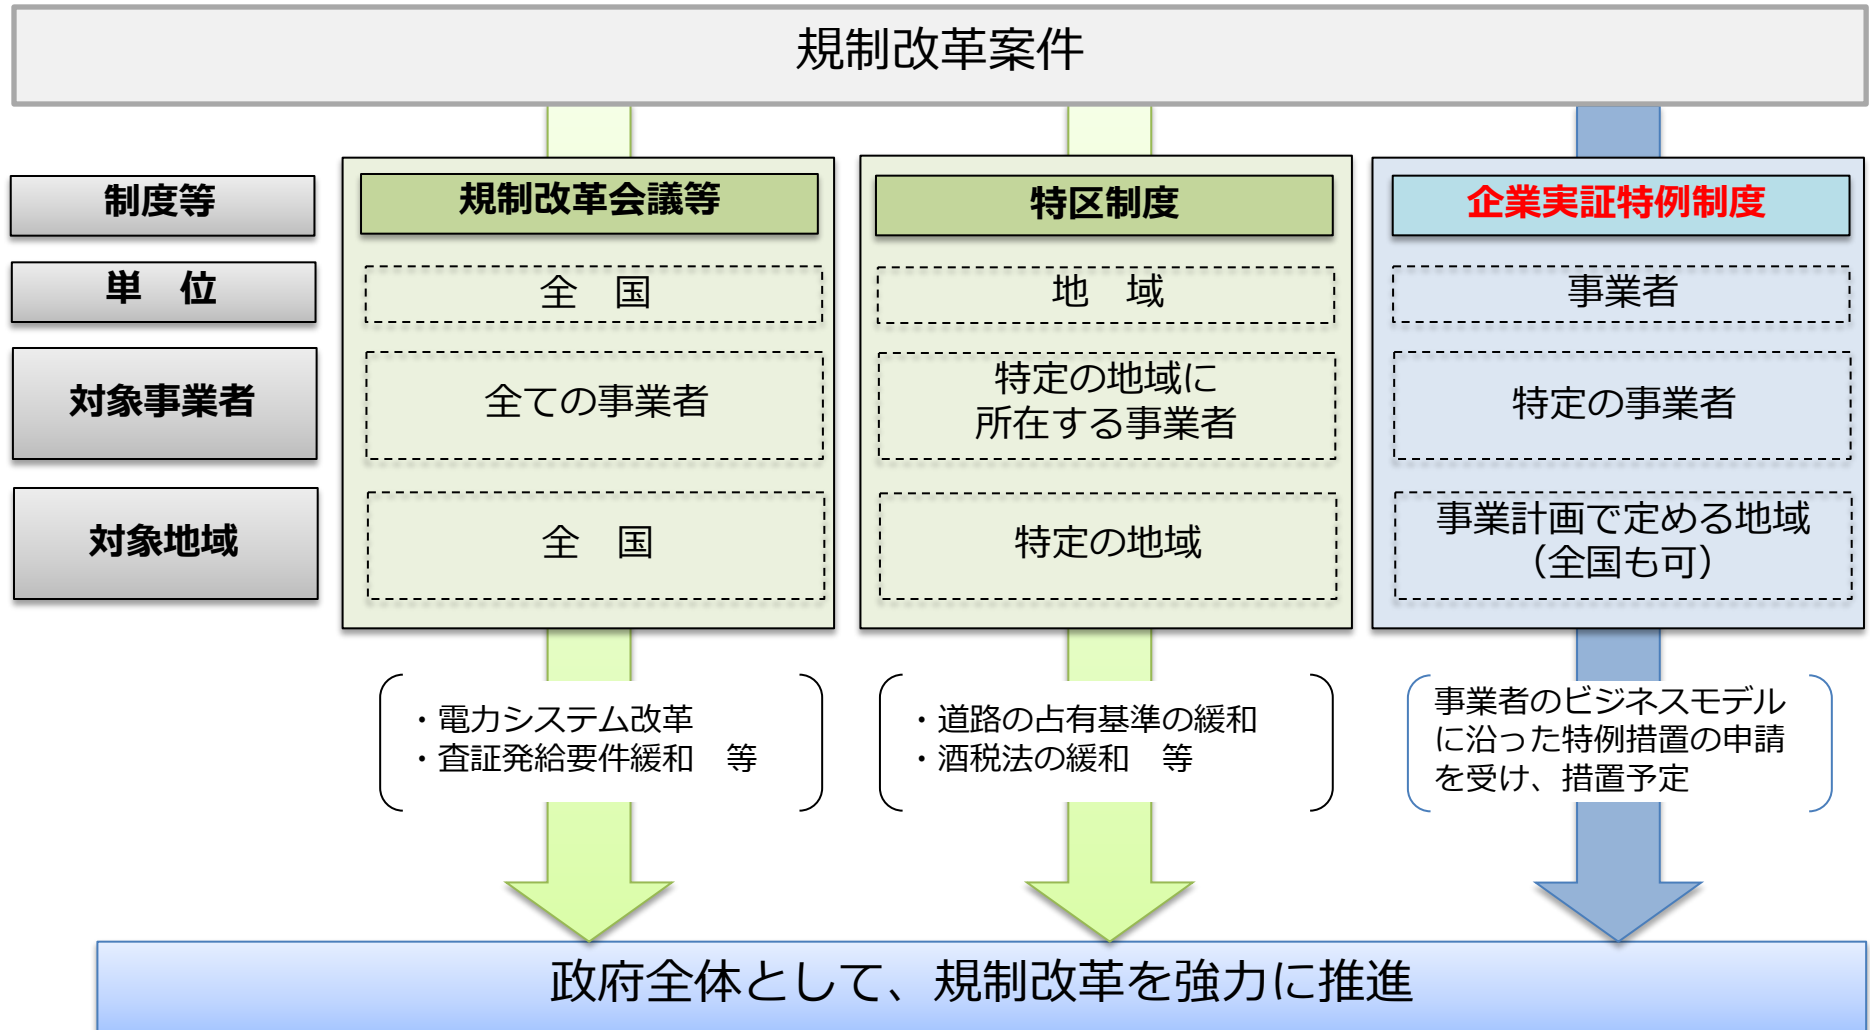 規制改革案件
制度等
規制改革会議等
特区制度
企業実証特例制度
単　位
全　国
地　域
事業者
対象事業者
全ての事業者
特定の地域に
所在する事業者
特定の事業者
対象地域
全　国
特定の地域
事業計画で定める地域
（全国も可）
・電力システム改革
・査証発給要件緩和　等
・道路の占有基準の緩和
・酒税法の緩和　等
事業者のビジネスモデル
に沿った特例措置の申請
を受け、措置予定
政府全体として、規制改革を強力に推進